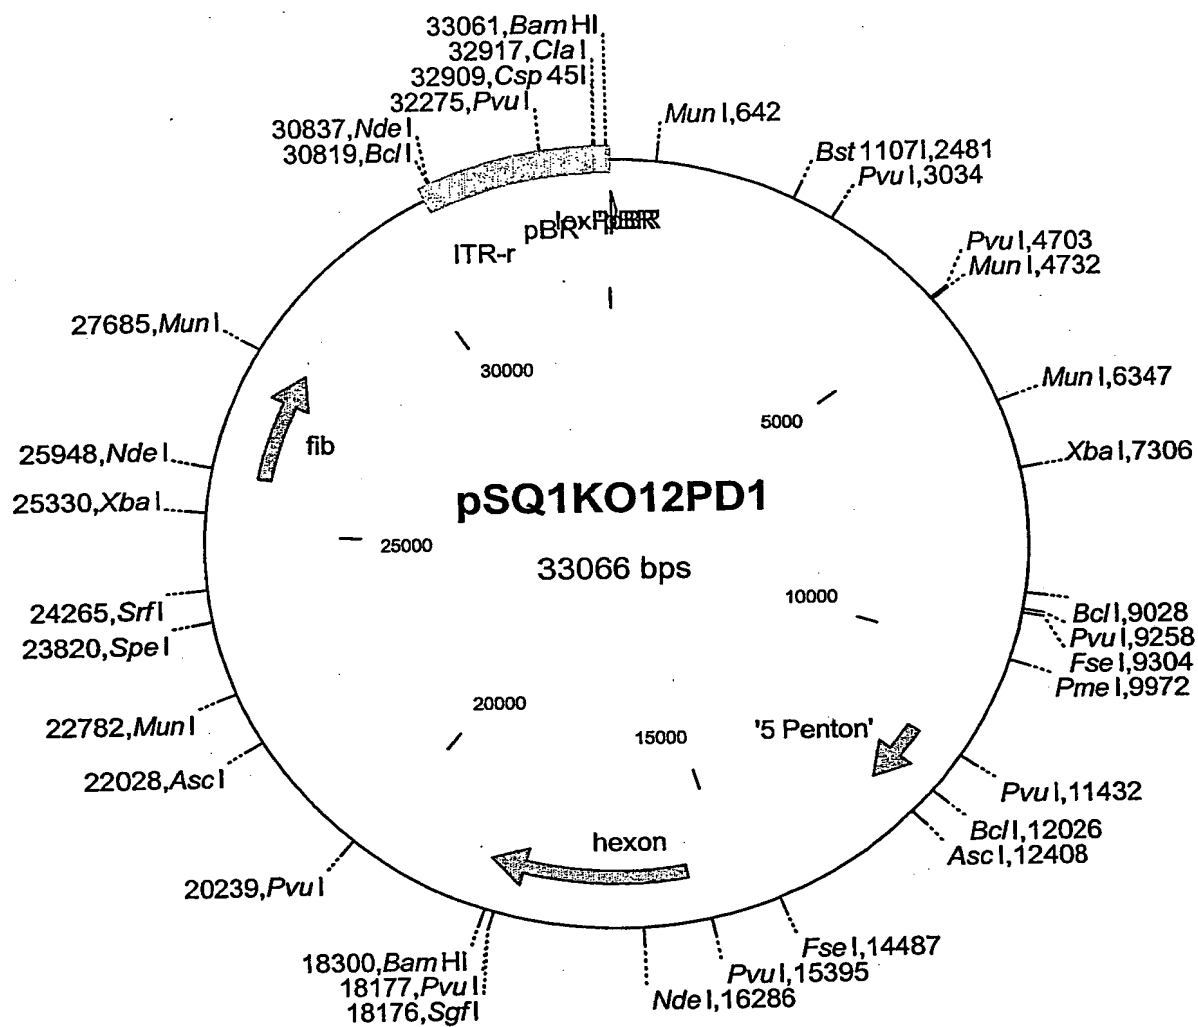 33061,BamHI
32917,ClaI
32909,Csp45I
32275,PvuI
30837,NdeI
30819,BclI
MunI,642
Bst1107I,2481
PvuI,3034
PvuI,4703
MunI,4732
MunI,6347
XbaI,7306
BclI,9028
PvuI,9258
FseI,9304
PmeI,9972
PvuI,11432
BclI,12026
AscI,12408
FseI,14487
PvuI,15395
NdeI,16286
18300,BamHI
18177,PvuI
18176,SgfI
20239,PvuI
22028,AscI
22782,MunI
23820,SpeI
24265,SrfI
25330,XbaI
25948,NdeI
27685,MunI
ITR-r
pBR
fib
30000
5000
pSQ1KO12PD1
33066 bps
25000
10000
20000
15000
'5 Penton'
hexon